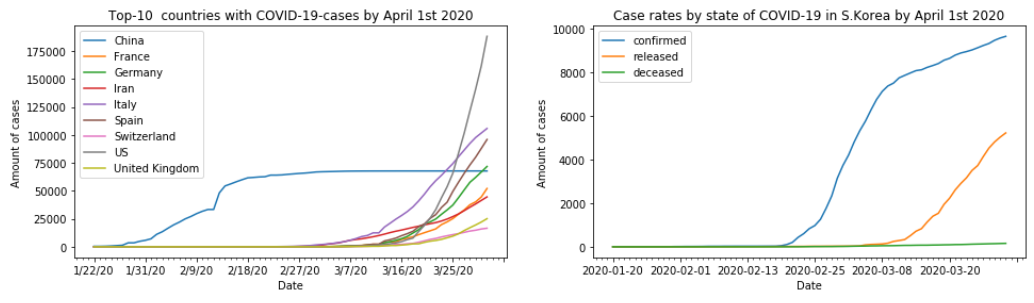 Top-10 countries with COVID-19-cases by April 1st 2020
Amount of cases
175000
150000
125000
100000
75000
50000
25000
0
China
France
Germany
Iran
Italy
Spain
Switzerland
US
United Kingdom
1/22/20 1/31/20 2/9/20 2/18/20 2/27/20 3/7/20 3/16/20 3/25/20
Date
Case rates by state of COVID-19 in S.Korea by April 1st 2020
Amount of cases
10000
8000
6000
4000
2000
0
confirmed
released
deceased
2020-01-20 2020-02-01 2020-02-13 2020-02-25 2020-03-08 2020-03-20
Date